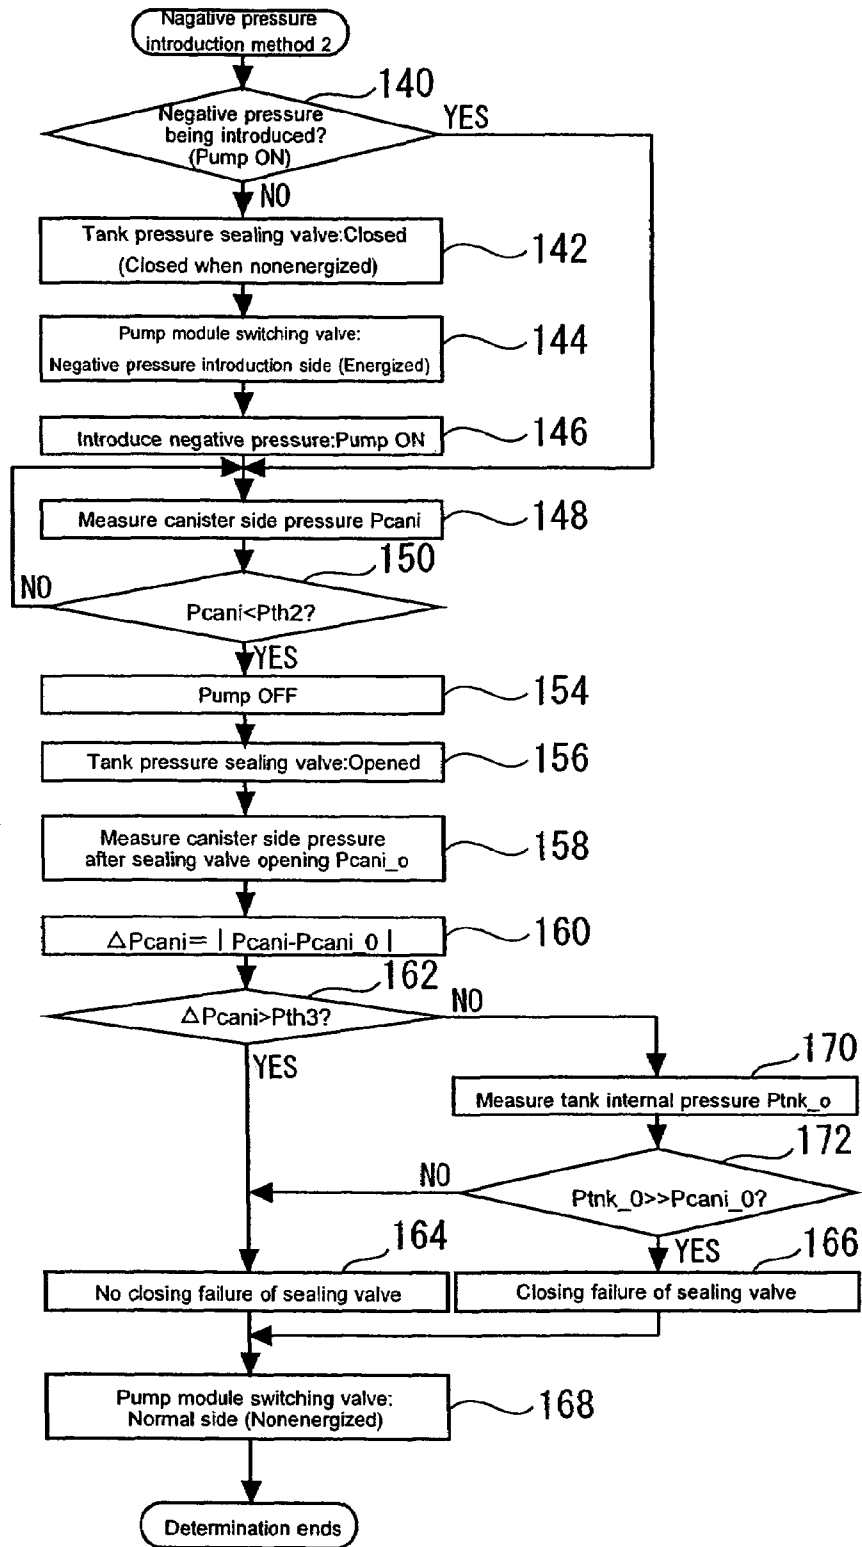 Nagative pressure
introduction method 2
140
Negative pressure
being introduced?
(Pump ON)
YES
NO
Tank pressure sealing valve:Closed
(Closed when nonenergized)
142
Pump module switching valve:
Negative pressure introduction side (Energized)
144
Introduce negative pressure:Pump ON
146
Measure canister side pressure Pcani
148
150
NO
Pcani<Pth2?
YES
Pump OFF
154
Tank pressure sealing valve:Opened
156
Measure canister side pressure
after sealing valve opening Pcani_o
158
△Pcani=|Pcani-Pcani_0|
160
162
△Pcani>Pth3?
NO
YES
170
Measure tank internal pressure Ptnk_o
172
NO
Ptnk_0>>Pcani_0?
YES
164
No closing failure of sealing valve
166
Closing failure of sealing valve
Pump module switching valve:
Normal side (Nonenergized)
168
Determination ends